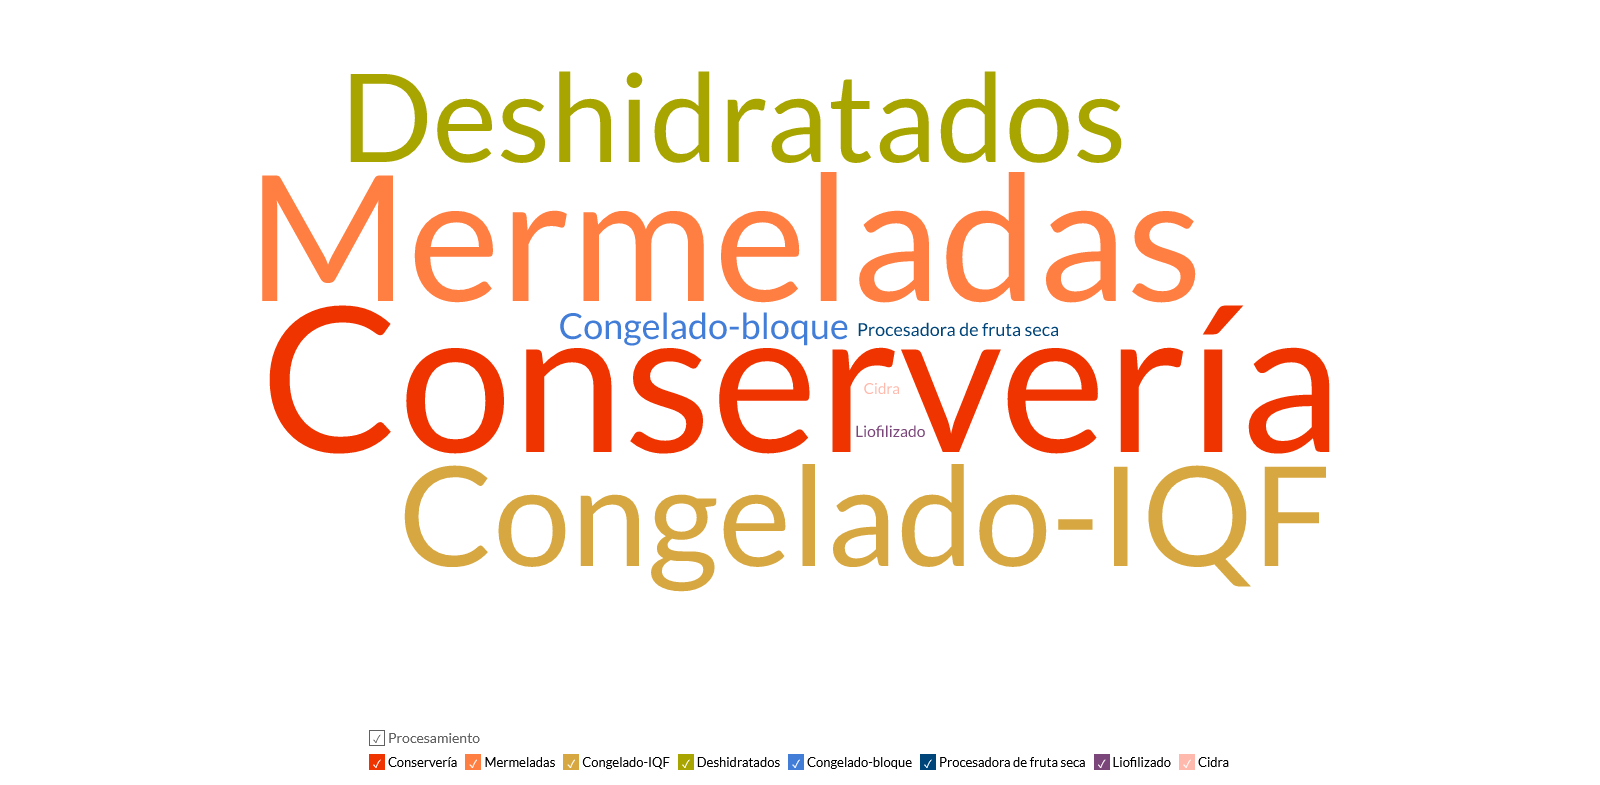 Deshidratados
Mermeladas
Congelado-bloque Procesadora de fruta seca
Conservería
Cidra
Liofilizado
Congelado-IQF
Procesamiento
Conservería Mermeladas Congelado-IQF Deshidratados Congelado-bloque Procesadora de fruta seca Liofilizado Cidra